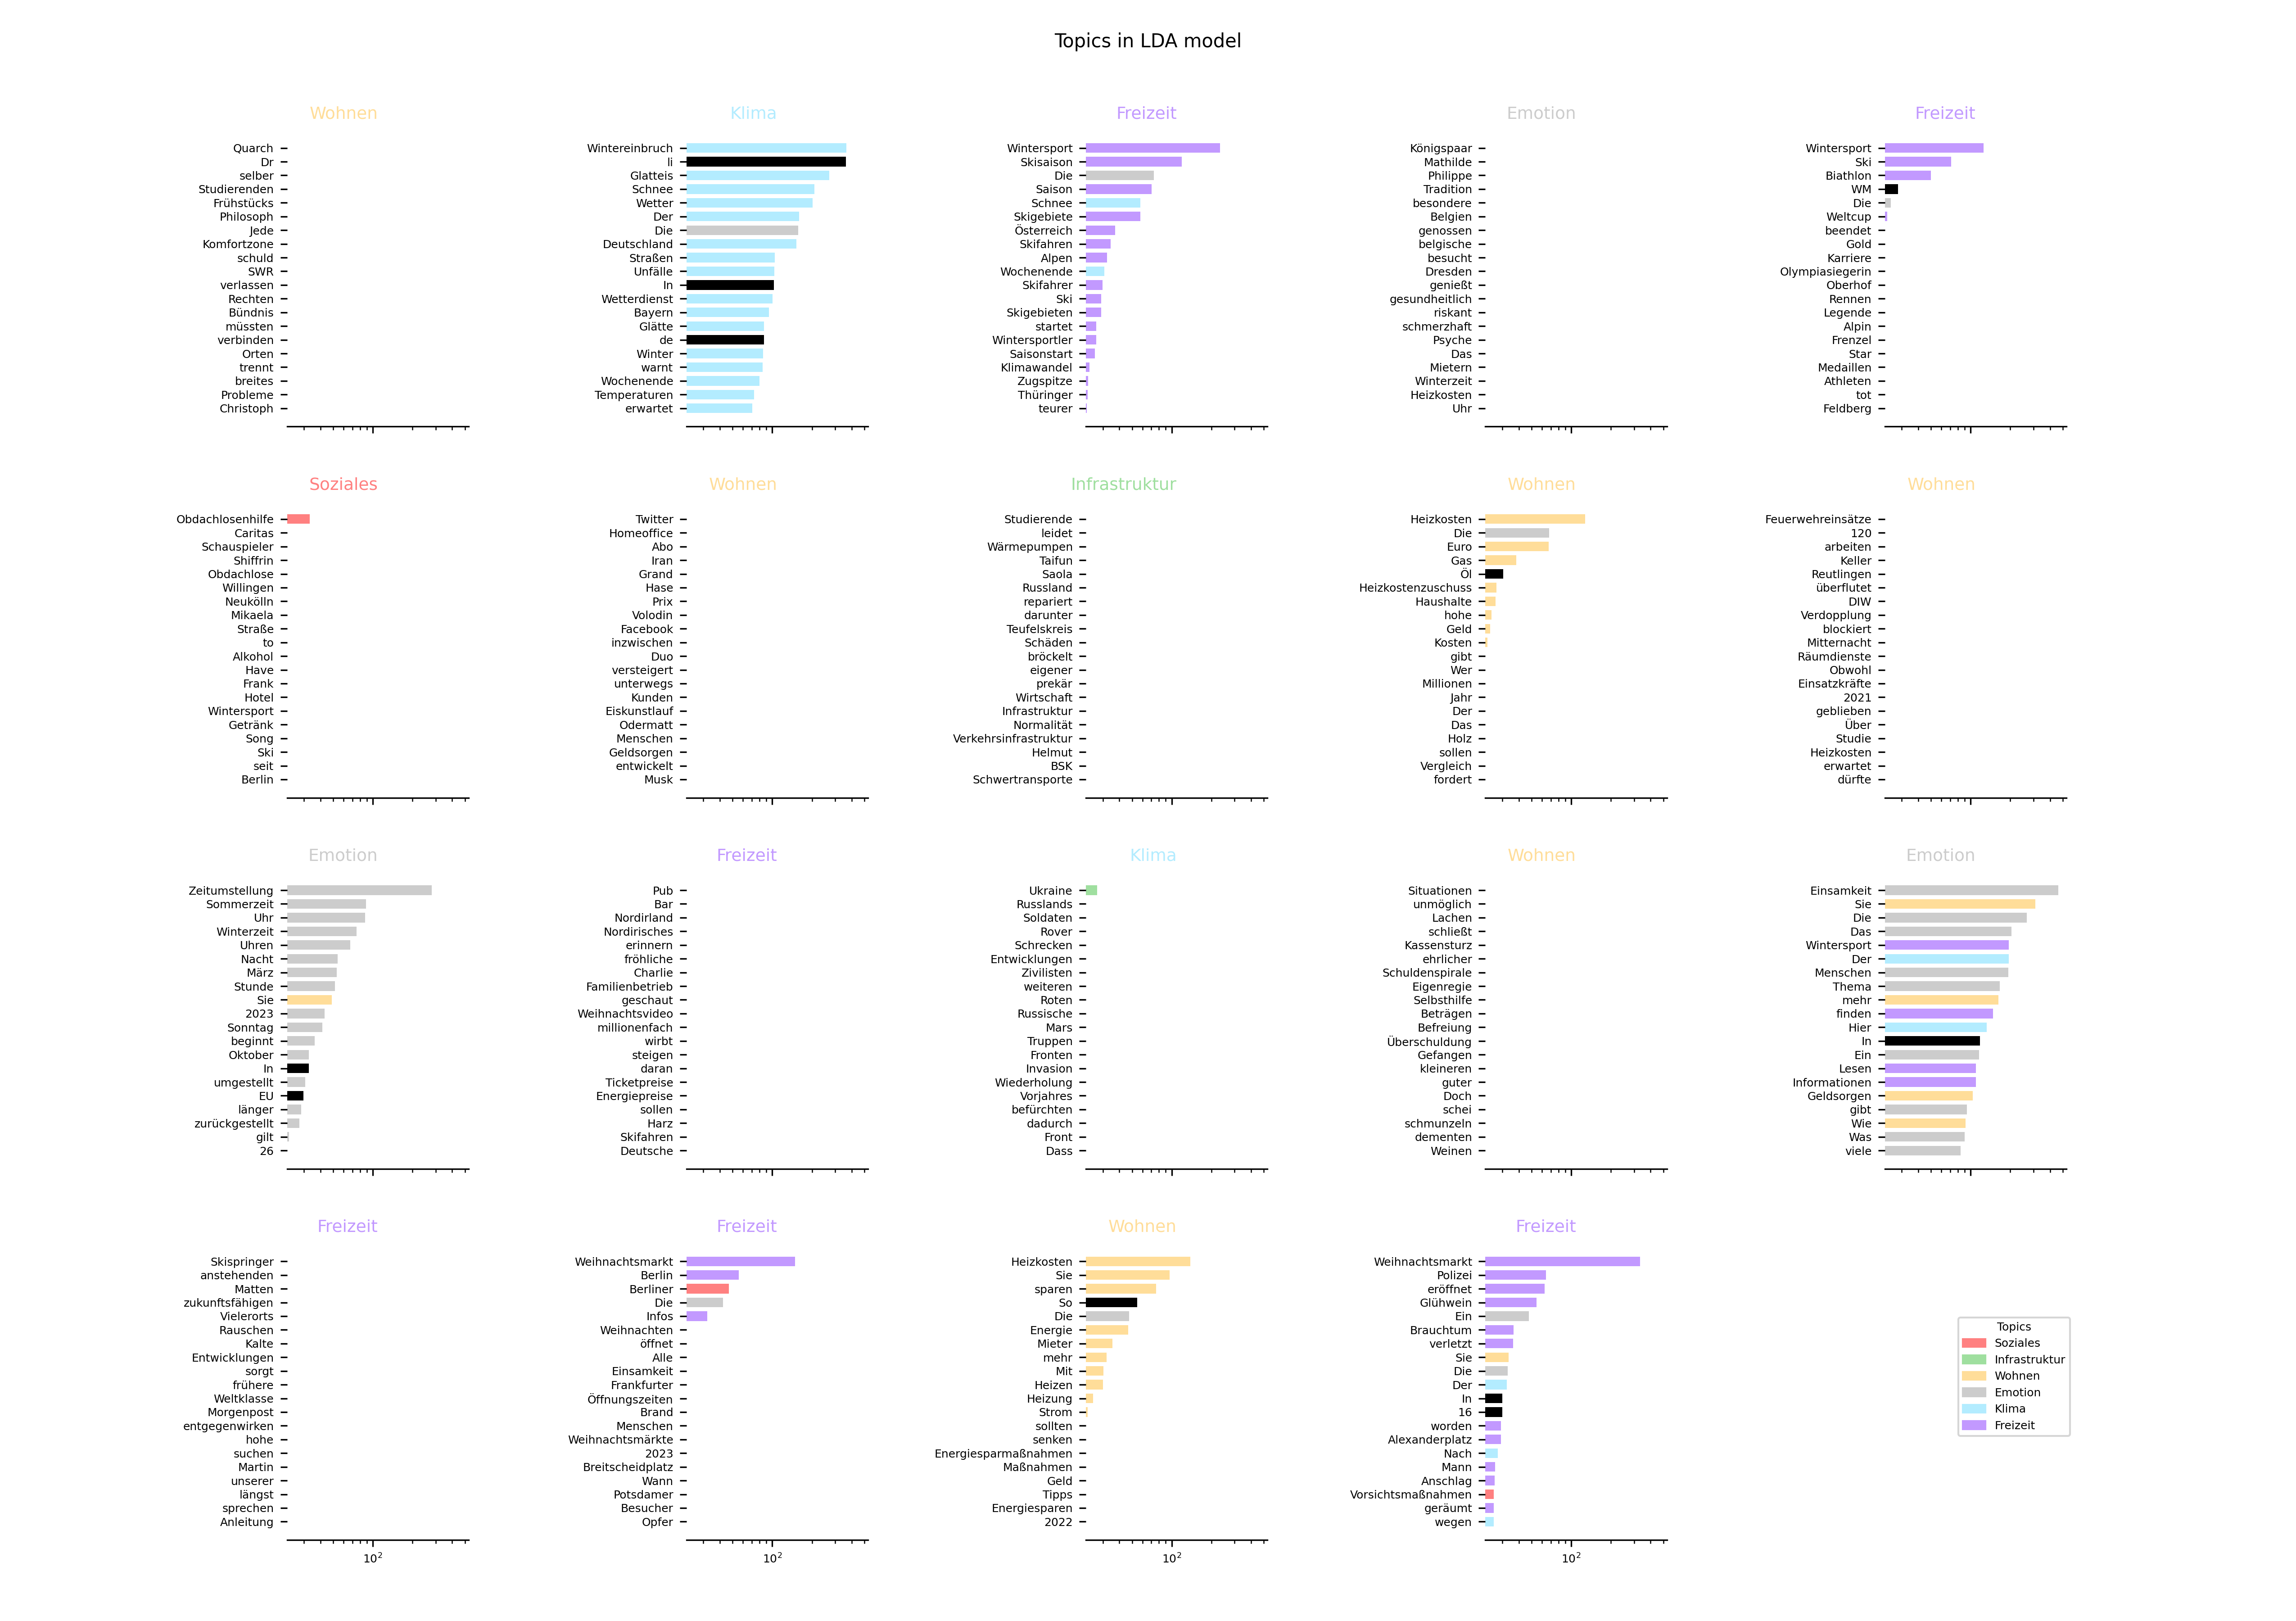 Topics in LDA model
Wohnen
Quarch
Dr
selber
Studierenden
Frühstücks
Philosoph
Jede
Komfortzone
schuld
SWR
verlassen
Rechten
Bündnis
müssten
verbinden
Orten
trennt
breites
Probleme
Christoph
Klima
Wintereinbruch
li
Glatteis
Schnee
Wetter
Der
Die
Deutschland
Straßen
Unfälle
In
Wetterdienst
Bayern
Glätte
de
Winter
warnt
Wochenende
Temperaturen
erwartet
Freizeit
Wintersport
Skisaison
Die
Saison
Schnee
Skigebiete
Österreich
Skifahren
Alpen
Wochenende
Skifahrer
Ski
Skigebieten
startet
Wintersportler
Saisonstart
Klimawandel
Zugspitze
Thüringer
teurer
Emotion
Königspaar
Mathilde
Philippe
Tradition
besondere
Belgien
genossen
belgische
besucht
Dresden
genießt
gesundheitlich
riskant
schmerzhaft
Psyche
Das
Mietern
Winterzeit
Heizkosten
Uhr
Freizeit
Wintersport
Ski
Biathlon
WM
Die
Weltcup
beendet
Gold
Karriere
Olympiasiegerin
Oberhof
Rennen
Legende
Alpin
Frenzel
Star
Medaillen
Athleten
tot
Feldberg
Soziales
Obdachlosenhilfe
Caritas
Schauspieler
Shiffrin
Obdachlose
Willingen
Neukölln
Mikaela
Straße
to
Alkohol
Have
Frank
Hotel
Wintersport
Getränk
Song
Ski
seit
Berlin
Wohnen
Twitter
Homeoffice
Abo
Iran
Grand
Hase
Prix
Volodin
Facebook
inzwischen
Duo
versteigert
unterwegs
Kunden
Eiskunstlauf
Odermatt
Menschen
Geldsorgen
entwickelt
Musk
Infrastruktur
Studierende
leidet
Wärmepumpen
Taifun
Saola
Russland
repariert
darunter
Teufelskreis
Schäden
bröckelt
eigener
prekär
Wirtschaft
Infrastruktur
Normalität
Verkehrsinfrastruktur
Helmut
BSK
Schwertransporte
Wohnen
Heizkosten
Die
Euro
Gas
Öl
Heizkostenzuschuss
Haushalte
hohe
Geld
Kosten
gibt
Wer
Millionen
Jahr
Der
Das
Holz
sollen
Vergleich
fordert
Wohnen
Feuerwehreinsätze
120
arbeiten
Keller
Reutlingen
überflutet
DIW
Verdopplung
blockiert
Mitternacht
Räumdienste
Obwohl
Einsatzkräfte
2021
geblieben
Über
Studie
Heizkosten
erwartet
dürfte
Emotion
Zeitumstellung
Sommerzeit
Uhr
Winterzeit
Uhren
Nacht
März
Stunde
Sie
2023
Sonntag
beginnt
Oktober
In
umgestellt
EU
länger
zurückgestellt
gilt
26
Freizeit
Pub
Bar
Nordirland
Nordirisches
erinnern
fröhliche
Charlie
Familienbetrieb
geschaut
Weihnachtsvideo
millionenfach
wirbt
steigen
daran
Ticketpreise
Energiepreise
sollen
Harz
Skifahren
Deutsche
Klima
Ukraine
Russlands
Soldaten
Rover
Schrecken
Entwicklungen
Zivilisten
weiteren
Roten
Russische
Mars
Truppen
Fronten
Invasion
Wiederholung
Vorjahres
befürchten
dadurch
Front
Dass
Wohnen
Situationen
unmöglich
Lachen
schließt
Kassensturz
ehrlicher
Schuldenspirale
Eigenregie
Selbsthilfe
Beträgen
Befreiung
Überschuldung
Gefangen
kleineren
guter
Doch
schei
schmunzeln
dementen
Weinen
Emotion
Einsamkeit
Sie
Die
Das
Wintersport
Der
Menschen
Thema
mehr
finden
Hier
In
Ein
Lesen
Informationen
Geldsorgen
gibt
Wie
Was
viele
Freizeit
Skispringer
anstehenden
Matten
zukunftsfähigen
Vielerorts
Rauschen
Kalte
Entwicklungen
sorgt
frühere
Weltklasse
Morgenpost
entgegenwirken
hohe
suchen
Martin
unserer
längst
sprechen
Anleitung
10²
Freizeit
Weihnachtsmarkt
Berlin
Berliner
Die
Infos
Weihnachten
öffnet
Alle
Einsamkeit
Frankfurter
Öffnungszeiten
Brand
Menschen
Weihnachtsmärkte
2023
Breitscheidplatz
Wann
Potsdamer
Besucher
Opfer
10²
Wohnen
Heizkosten
Sie
sparen
So
Die
Energie
Mieter
mehr
Mit
Heizen
Heizung
Strom
sollten
senken
Energiesparmaßnahmen
Maßnahmen
Geld
Tipps
Energiesparen
2022
10²
Freizeit
Weihnachtsmarkt
Polizei
eröffnet
Glühwein
Ein
Brauchtum
verletzt
Sie
Die
Der
In
16
worden
Alexanderplatz
Nach
Mann
Anschlag
Vorsichtsmaßnahmen
geräumt
wegen
10²
Topics
Soziales
Infrastruktur
Wohnen
Emotion
Klima
Freizeit